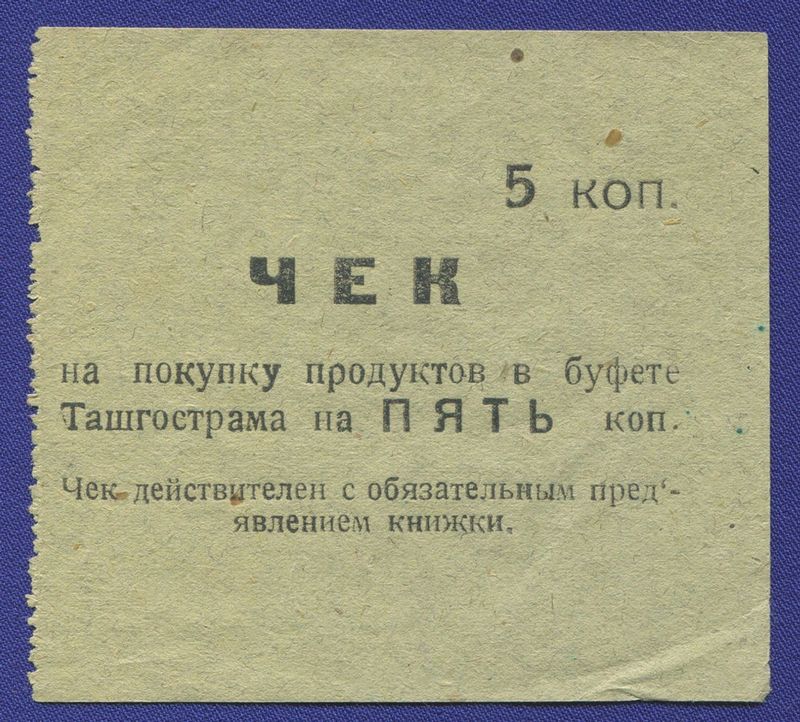 5 коп.
ЧЕК
на покупку продуктов в буфете
Ташгострама на ПЯТЬ коп.
Чек действителен с обязательным пред‘-
явлением книжки.